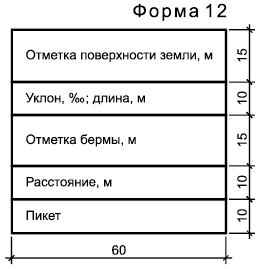 Форма 12
Отметка поверхности земли, м
15
Уклон, ‰; длина, м
10
Отметка бермы, м
15
Расстояние, м
10
Пикет
10
60